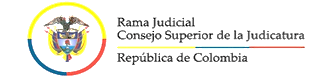 Rama Judicial
Consejo Superior de la Judicatura
República de Colombia